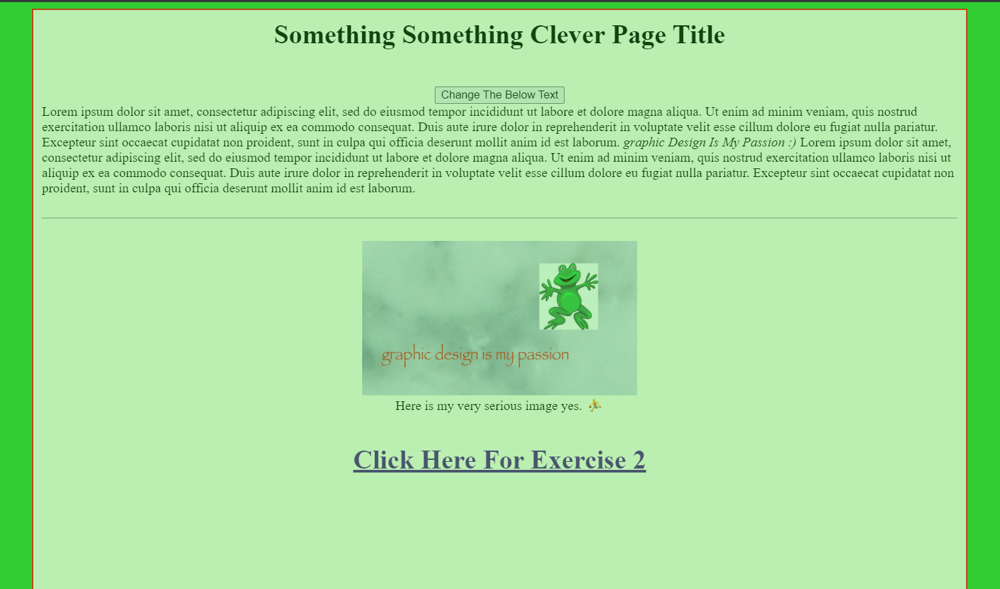 Something Something Clever Page Title
Change The Below Text
Lorem ipsum dolor sit amet, consectetur adipiscing elit, sed do eiusmod tempor incididunt ut labore et dolore magna aliqua. Ut enim ad minim veniam, quis nostrud
exercitation ullamco laboris nisi ut aliquip ex ea commodo consequat. Duis aute irure dolor in reprehenderit in voluptate velit esse cillum dolore eu fugiat nulla pariatur.
Excepteur sint occaecat cupidatat non proident, sunt in culpa qui officia deserunt mollit anim id est laborum. graphic Design Is My Passion :) Lorem ipsum dolor sit amet,
consectetur adipiscing elit, sed do eiusmod tempor incididunt ut labore et dolore magna aliqua. Ut enim ad minim veniam, quis nostrud exercitation ullamco laboris nisi ut
aliquip ex ea commodo consequat. Duis aute irure dolor in reprehenderit in voluptate velit esse cillum dolore eu fugiat nulla pariatur. Excepteur sint occaecat cupidatat non
proident, sunt in culpa qui officia deserunt mollit anim id est laborum.
graphic design is my passion
Here is my very serious image yes.
Click Here For Exercise 2